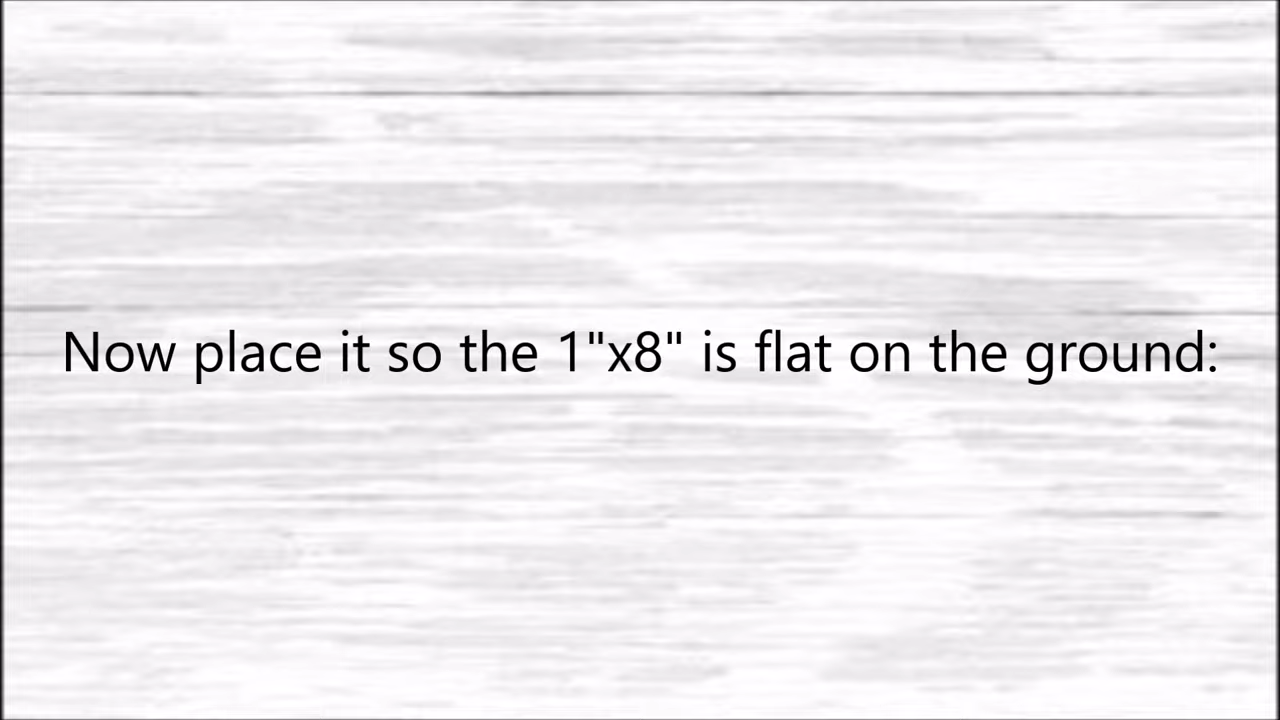 Now place it so the 1"x8" is flat on the ground: